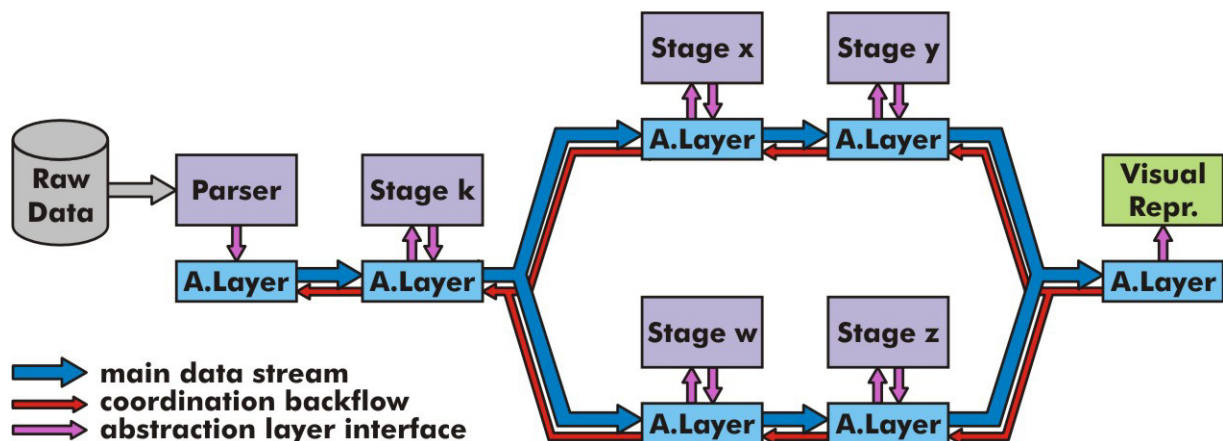 Stage x
Stage y
A.Layer
A.Layer
Raw
Data
Parser
Stage k
Visual
Repr.
A.Layer
A.Layer
A.Layer
Stage w
Stage z
A.Layer
A.Layer
main data stream
coordination backflow
abstraction layer interface